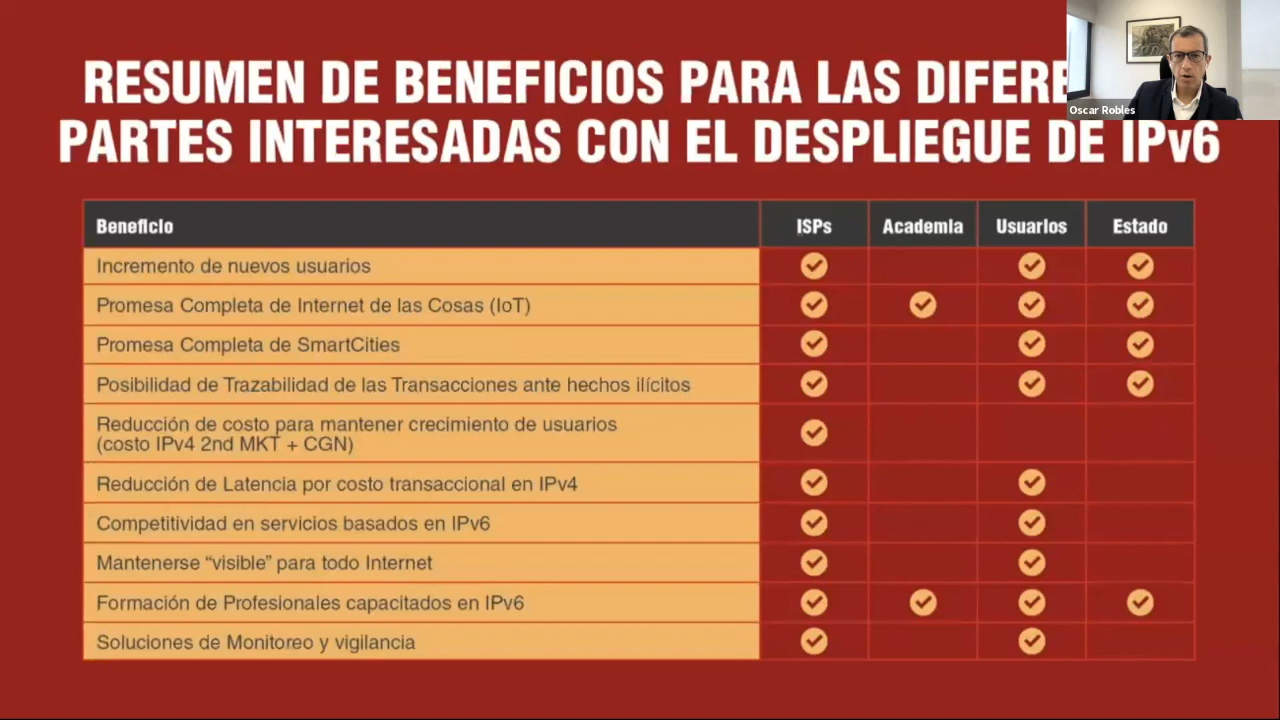 RESUMEN DE BENEFICIOS PARA LAS DIFERE
PARTES INTERESADAS CON EL DESPLIEGUE DE IPv6
Oscar Robles
Beneficio ISPs Academia Usuarios Estado
Incremento de nuevos usuarios
Promesa Completa de Internet de las Cosas (IoT)
Promesa Completa de SmartCities
Posibilidad de Trazabilidad de las Transacciones ante hechos ilícitos
Reducción de costo para mantener crecimiento de usuarios
(costo IPv4 2nd MKT + CGN)
Reducción de Latencia por costo transaccional en IPv4
Competitividad en servicios basados en IPv6
Mantenerse “visible” para todo Internet
Formación de Profesionales capacitados en IPv6
Soluciones de Monitoreo y vigilancia